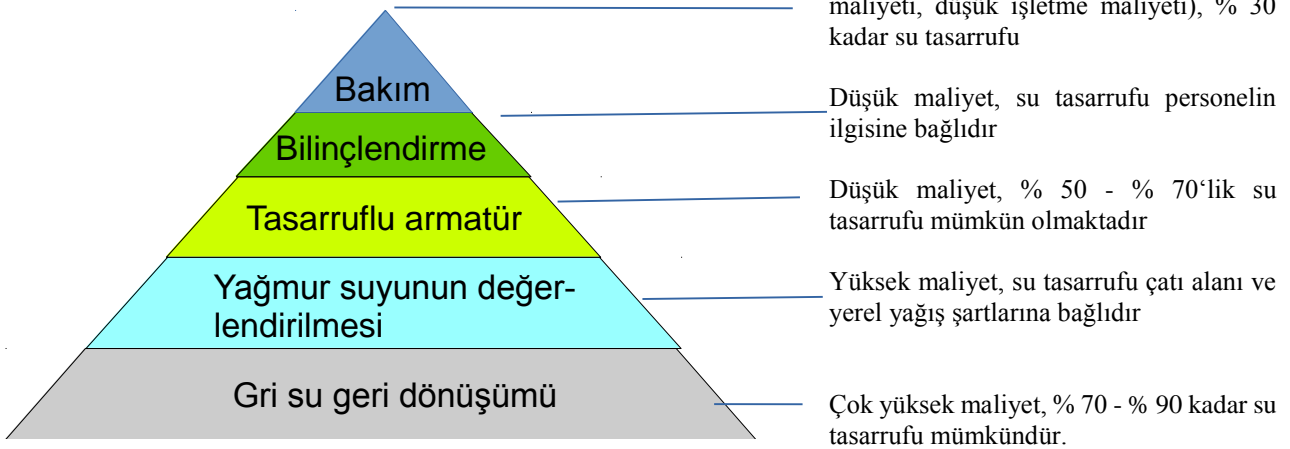 maliyeti, düşük işletme maliyeti), % 30
kadar su tasarrufu
Bakım
Düşük maliyet, su tasarrufu personelin
ilgisine bağlıdır
Bilinçlendirme
Düşük maliyet, % 50 - % 70‘lik su
tasarrufu mümkün olmaktadır
Tasarruflu armatür
Yüksek maliyet, su tasarrufu çatı alanı ve
yerel yağış şartlarına bağlıdır
Yağmur suyunun değer-
lendirilmesi
Çok yüksek maliyet, % 70 - % 90 kadar su
tasarrufu mümkündür.
Gri su geri dönüşümü